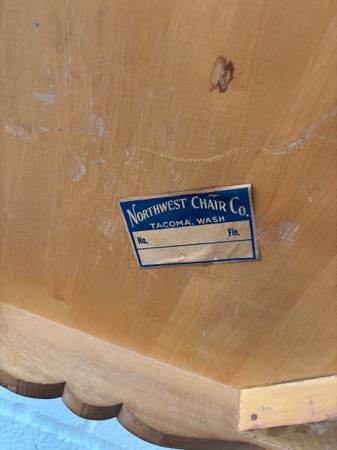 Northwest Chair Co.
Tacoma, Wash
No. Fin.